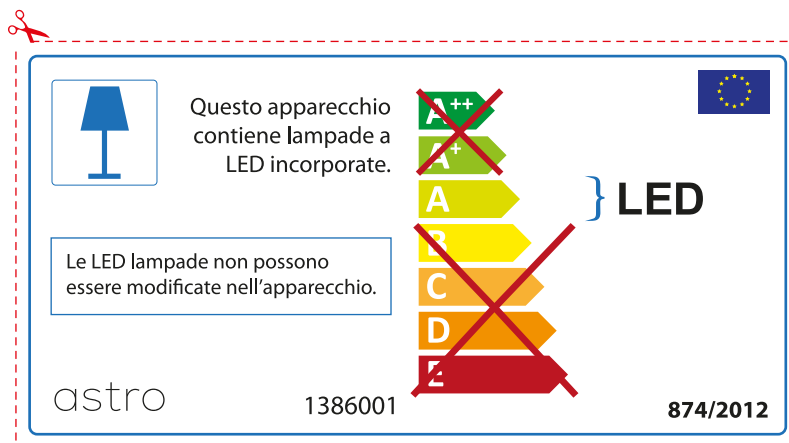 Questo apparecchio
contiene lampade a
LED incorporate.
Le LED lampade non possono
essere modificate nell'apparecchio.
A++
A+
A
B
C
D
E
LED
astro
1386001
874/2012